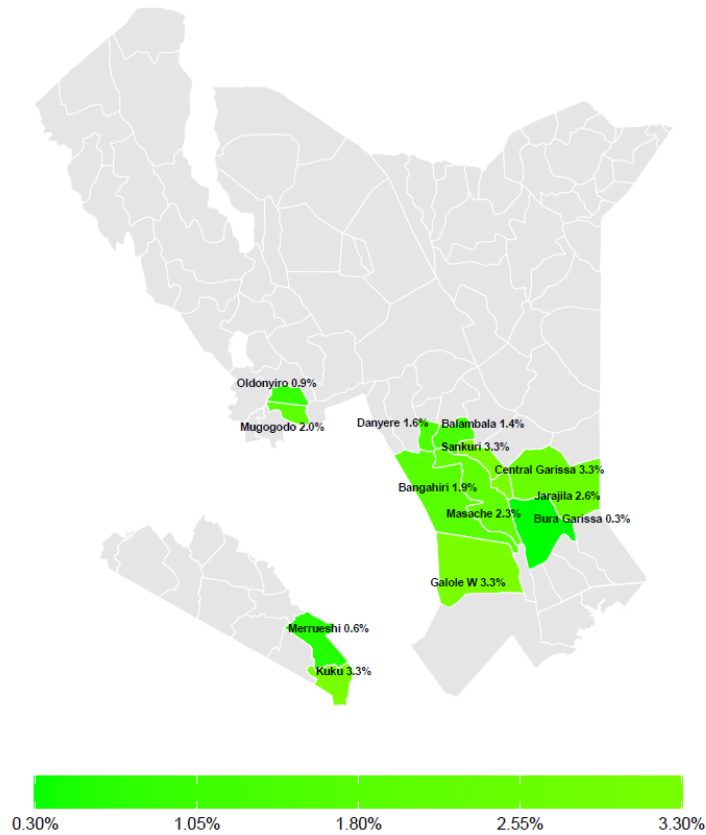 Oldonyiro 0.9%
Mugogodo 2.0%
Danyere 1.6%
Balambala 1.4%
Sankuri 3.3%
Central Garissa 3.3%
Bangahiri 1.9%
Jarajila 2.6%
Masache 2.3%
Bura Garissa 0.3%
Galole W 3.3%
Merrueshi 0.6%
Kuku 3.3%
0.30% 1.05% 1.80% 2.55% 3.30%